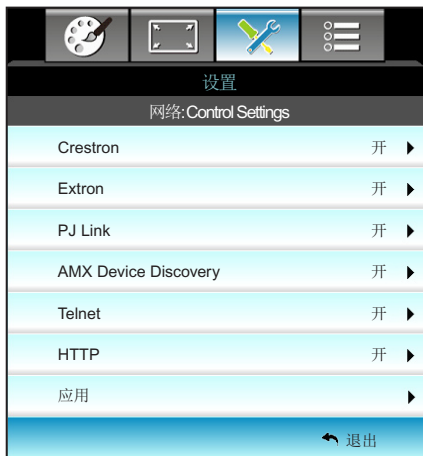 设置
网络:Control Settings
Crestron 开
Extron 开
PJ Link 开
AMX Device Discovery 开
Telnet 开
HTTP 开
应用
退出